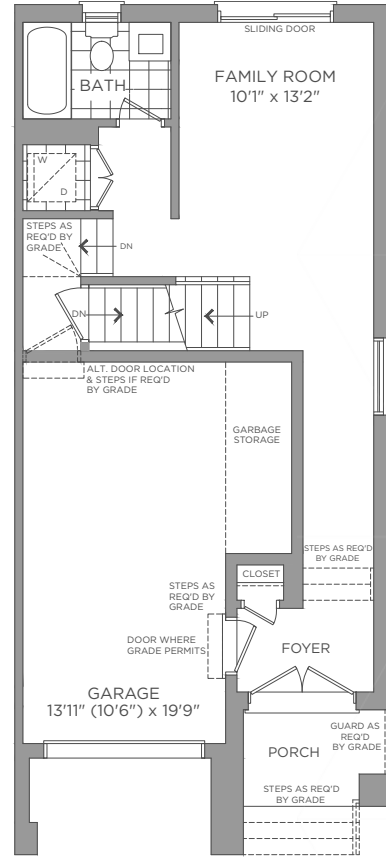 SLIDING DOOR
BATH
FAMILY ROOM
10'1" x 13'2"
W
D
STEPS AS
REQ'D BY
GRADE
DN
DN
UP
ALT. DOOR LOCATION
& STEPS IF REQ'D
BY GRADE
GARBAGE
STORAGE
STEPS AS REQ'D
BY GRADE
CLOSET
STEPS AS
REQ'D BY
GRADE
DOOR WHERE
GRADE PERMITS
FOYER
GARAGE
13'11" (10'6") x 19'9"
GUARD AS
REQ'D
BY GRADE
PORCH
STEPS AS REQ'D
BY GRADE